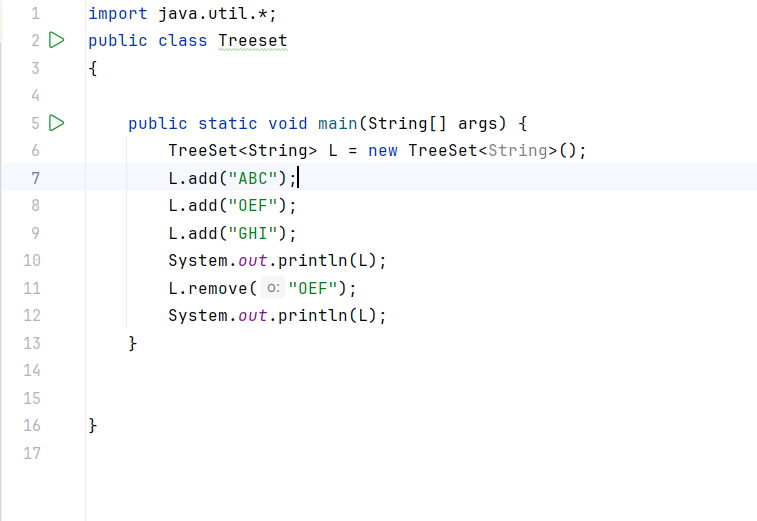 1 import java.util.*;
2 public class Treeset
3 {
4
5 public static void main(String[] args) {
6 TreeSet<String> L = new TreeSet<String>();
7 L.add("ABC");
8 L.add("OEF");
9 L.add("GHI");
10 System.out.println(L);
11 L.remove( o: "OEF");
12 System.out.println(L);
13 }
14
15
16 }
17